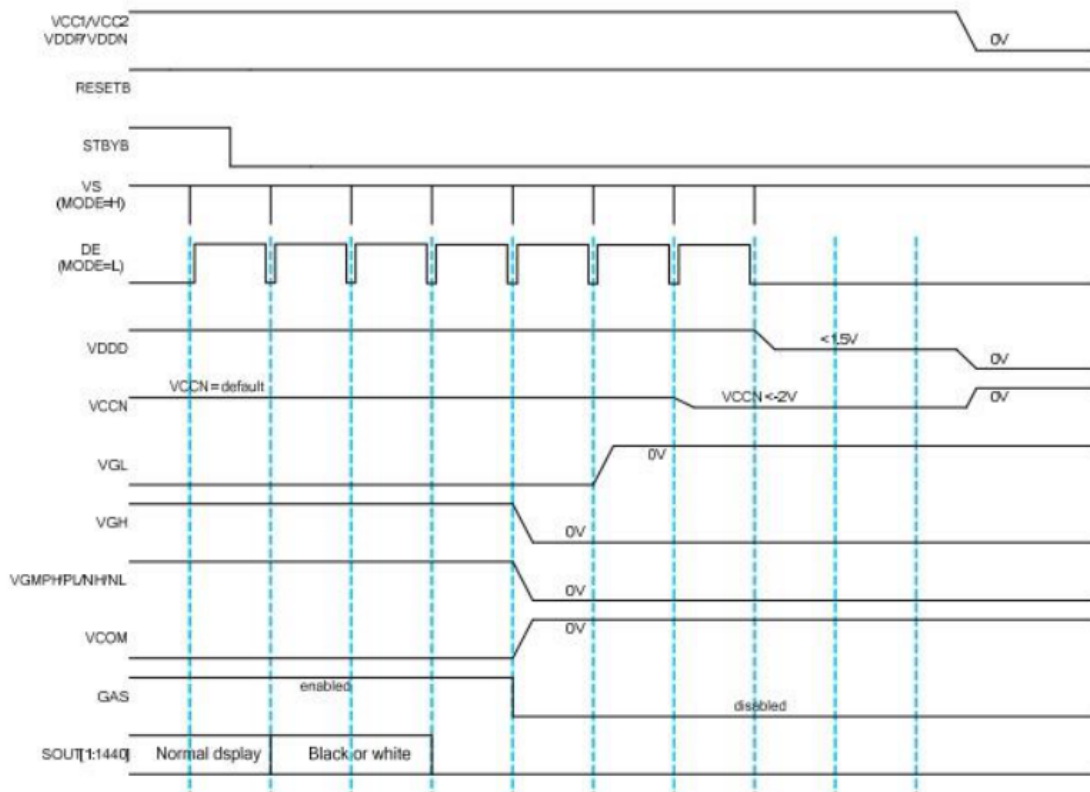 VCC1/VCC2
VDDP/VDDN
0V
RESETB
STBYB
VS
(MODE=H)
DE
(MODE=L)
VDDD
<1.5V
0V
VCCN
VCCN = default
VCCN <-2V
0V
VGL
0V
VGH
0V
VGMPH/PL/NH/NL
0V
VCOM
0V
GAS
enabled
disabled
SOUT[1:1440]
Normal dsplay
Black or white